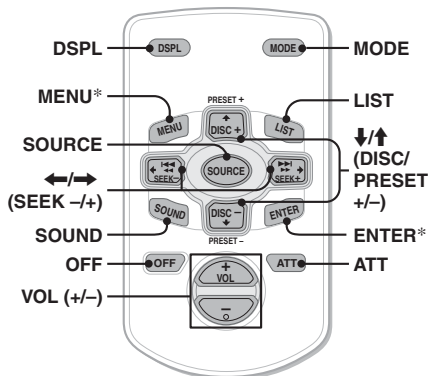 DSPL
DSPL
MODE
MODE
MENU*
MENU
PRESET +
DISC +
LIST
LIST
SOURCE
SOURCE
←/→
(SEEK –/+)
SEEK–
SEEK+
↓/↑
(DISC/
PRESET
+/–)
SOUND
SOUND
DISC –
PRESET –
ENTER
ENTER*
OFF
OFF
ATT
ATT
VOL (+/–)
+
VOL
–